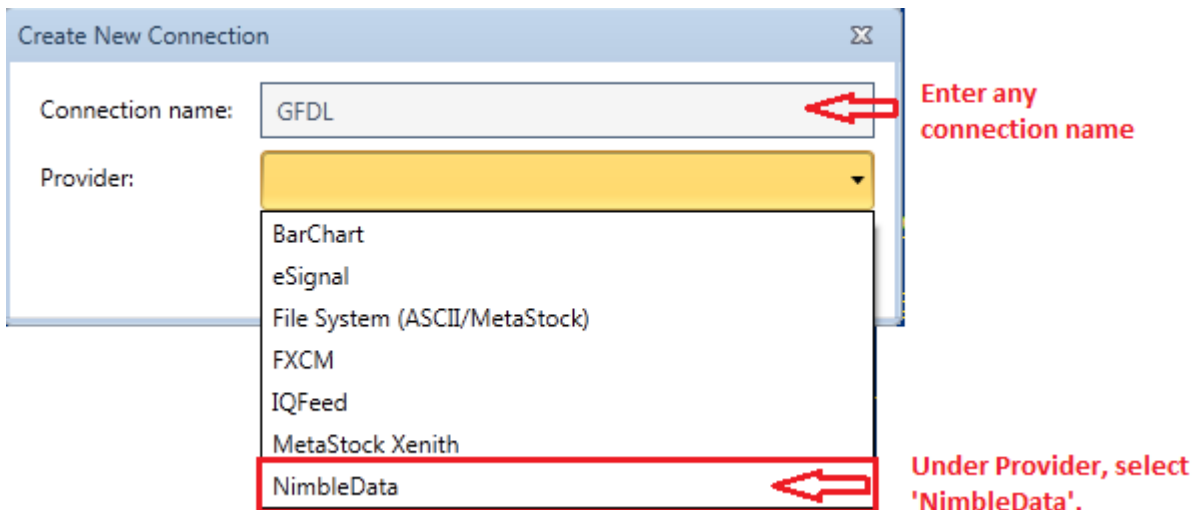 Create New Connection
Connection name:
GFDL
Enter any
connection name
Provider:
BarChart
eSignal
File System (ASCII/MetaStock)
FXCM
IQFeed
MetaStock Xenith
NimbleData
Under Provider, select
'NimbleData'.